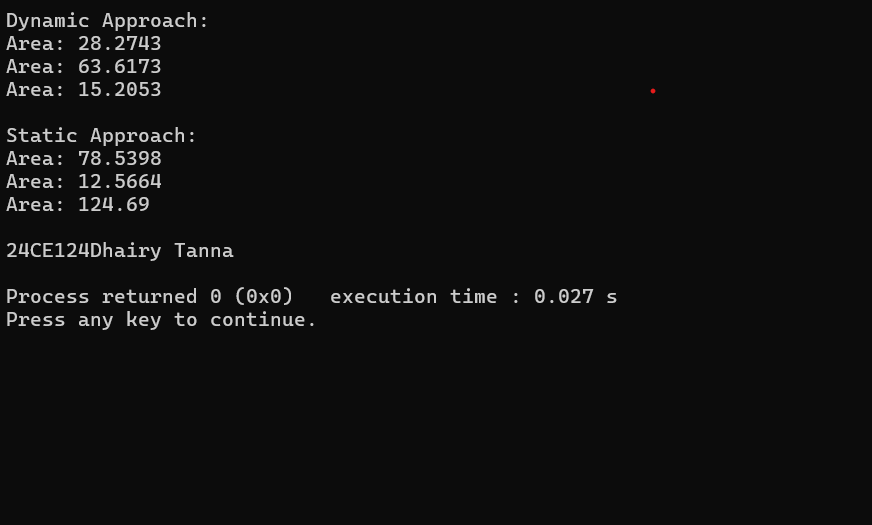 Dynamic Approach:
Area: 28.2743
Area: 63.6173
Area: 15.2053
Static Approach:
Area: 78.5398
Area: 12.5664
Area: 124.69
24CE124Dhairy Tanna
Process returned 0 (0x0)   execution time : 0.027 s
Press any key to continue.